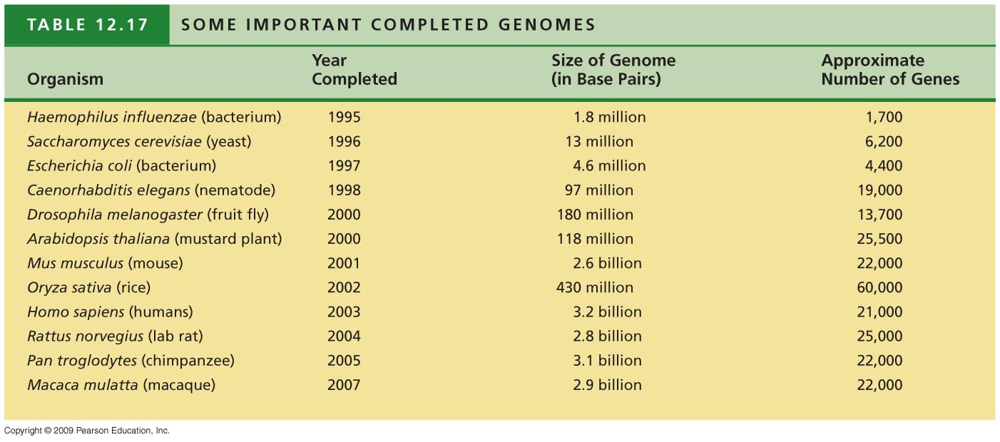 TABLE 12.17 SOME IMPORTANT COMPLETED GENOMES
Organism Year Completed Size of Genome (in Base Pairs) Approximate Number of Genes
Haemophilus influenzae (bacterium) 1995 1.8 million 1,700
Saccharomyces cerevisiae (yeast) 1996 13 million 6,200
Escherichia coli (bacterium) 1997 4.6 million 4,400
Caenorhabditis elegans (nematode) 1998 97 million 19,000
Drosophila melanogaster (fruit fly) 2000 180 million 13,700
Arabidopsis thaliana (mustard plant) 2000 118 million 25,500
Mus musculus (mouse) 2001 2.6 billion 22,000
Oryza sativa (rice) 2002 430 million 60,000
Homo sapiens (humans) 2003 3.2 billion 21,000
Rattus norvegius (lab rat) 2004 2.8 billion 25,000
Pan troglodytes (chimpanzee) 2005 3.1 billion 22,000
Macaca mulatta (macaque) 2007 2.9 billion 22,000
Copyright © 2009 Pearson Education, Inc.